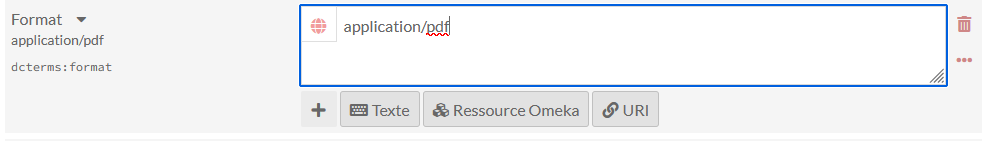 Format
application/pdf
dcterms:format
application/pdf
Texte Ressource Omeka URI